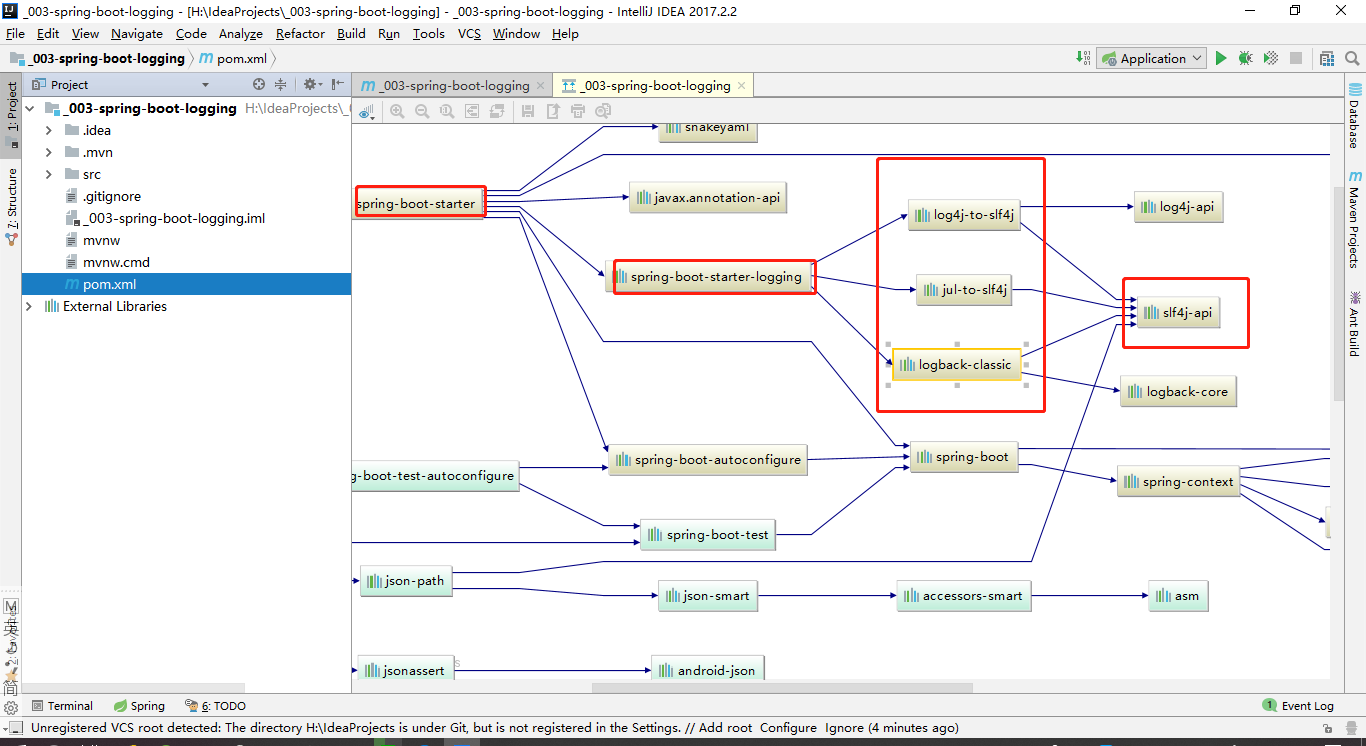 _003-spring-boot-logging - [H:\IdeaProjects\_003-spring-boot-logging] - _003-spring-boot-logging - IntelliJ IDEA 2017.2.2
File Edit View Navigate Code Analyze Refactor Build Run Tools VCS Window Help
_003-spring-boot-logging pom.xml
Application
Project
_003-spring-boot-logging
_003-spring-boot-logging
1: Project
7: Structure
_003-spring-boot-logging H:\IdeaProjects\_
.idea
.mvn
src
.gitignore
_003-spring-boot-logging.iml
mvnw
mvnw.cmd
pom.xml
External Libraries
snakeyaml
spring-boot-starter
javax.annotation-api
log4j-to-slf4j
log4j-api
spring-boot-starter-logging
jul-to-slf4j
slf4j-api
logback-classic
logback-core
spring-boot-autoconfigure
spring-boot
g-boot-test-autoconfigure
spring-context
spring-boot-test
json-path
json-smart
accessors-smart
asm
jsonassert
android-json
Database
Maven Projects
Ant Build
英
简
Terminal Spring 6: TODO
1 Event Log
Unregistered VCS root detected: The directory H:\IdeaProjects is under Git, but is not registered in the Settings. // Add root Configure Ignore (4 minutes ago)